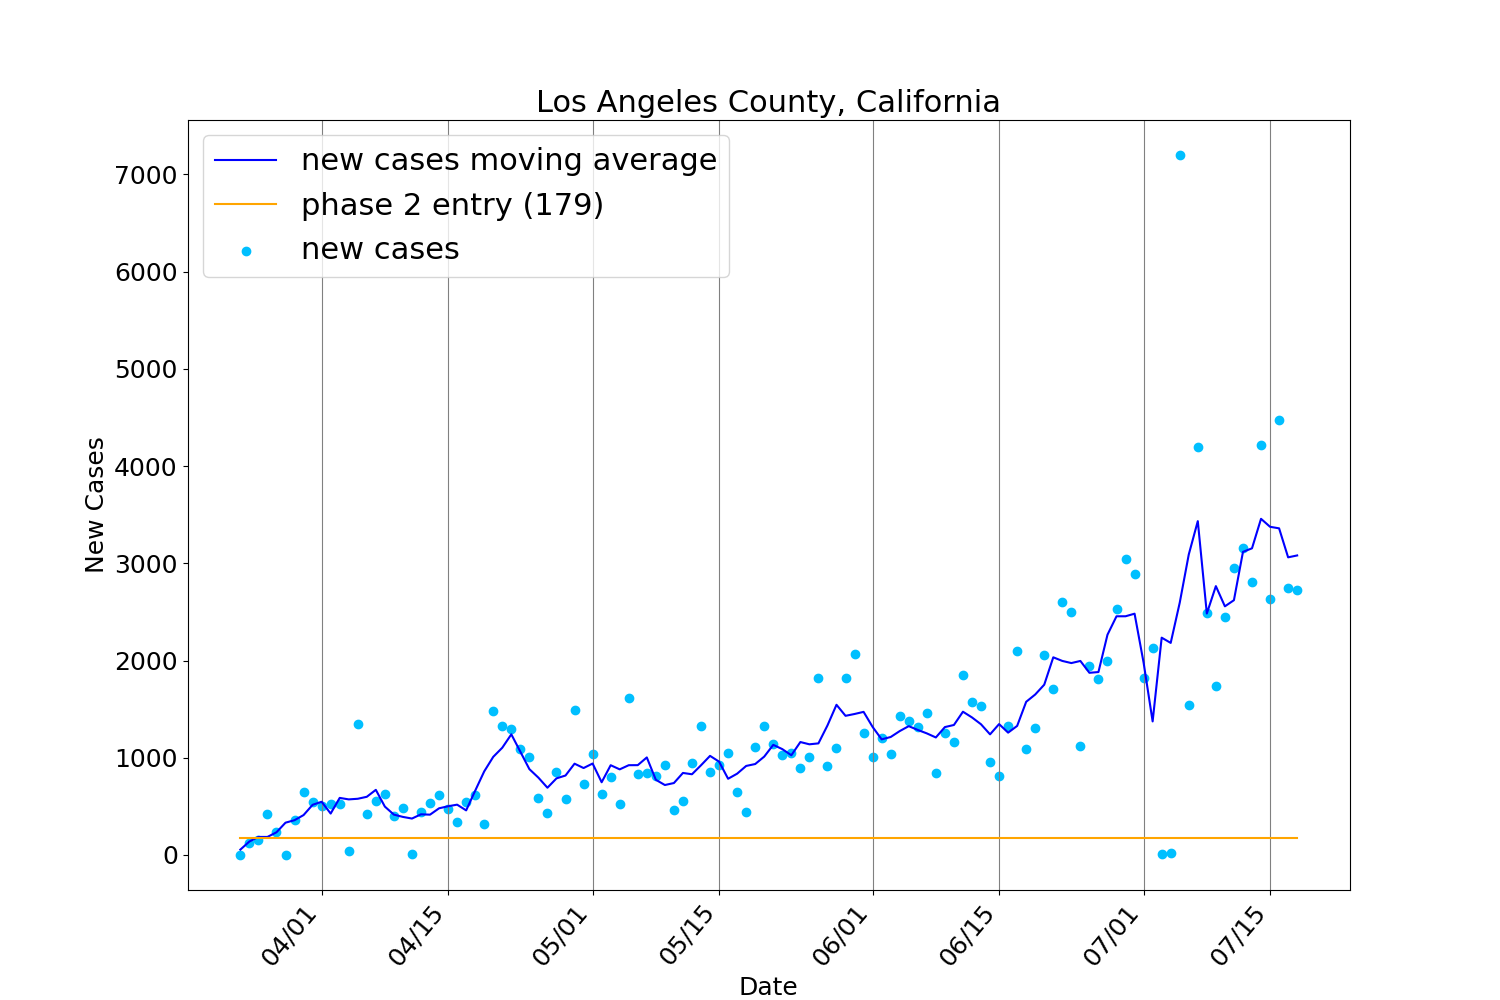 Los Angeles County, California
new cases moving average
phase 2 entry (179)
new cases
7000
6000
5000
4000
3000
2000
1000
0
New Cases
04/01
04/15
05/01
05/15
06/01
06/15
07/01
07/15
Date